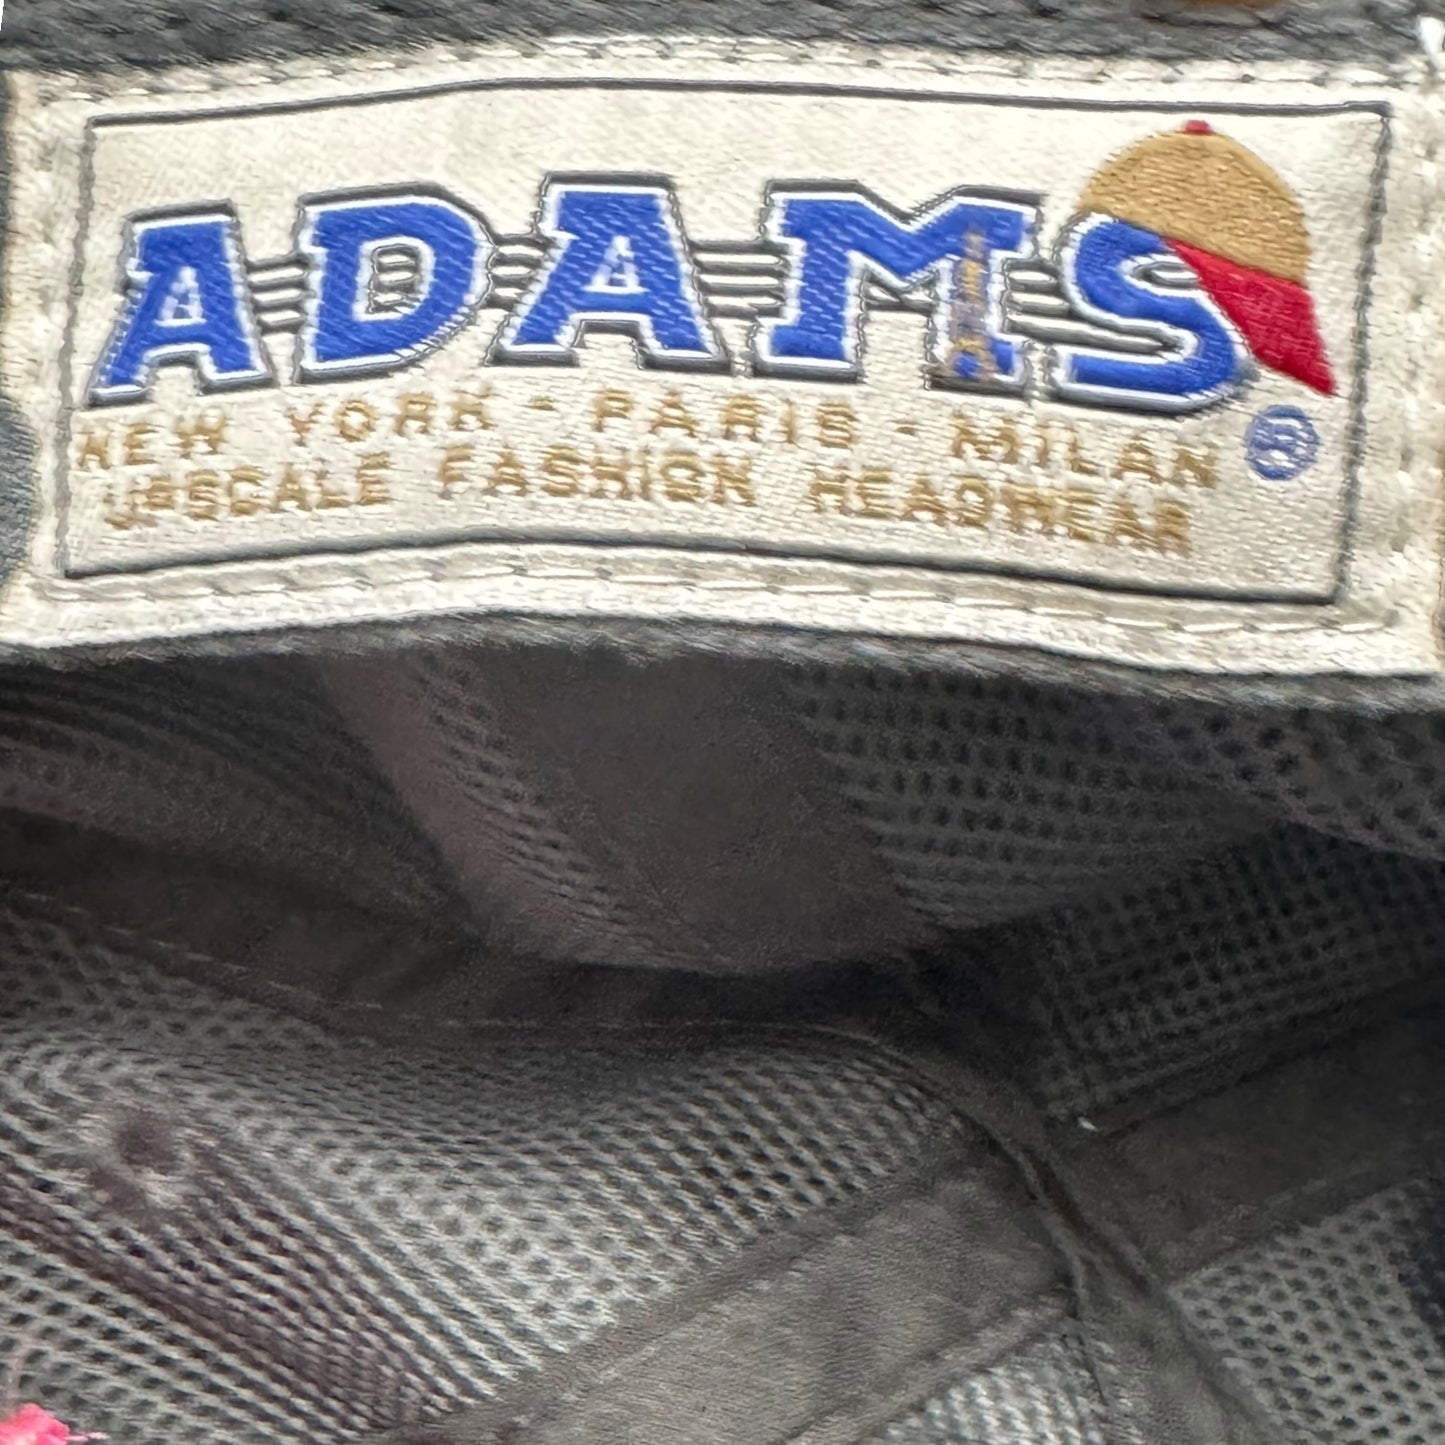 ADAMS ®
NEW YORK - PARIS - MILAN
UPSCALE FASHION HEADWEAR